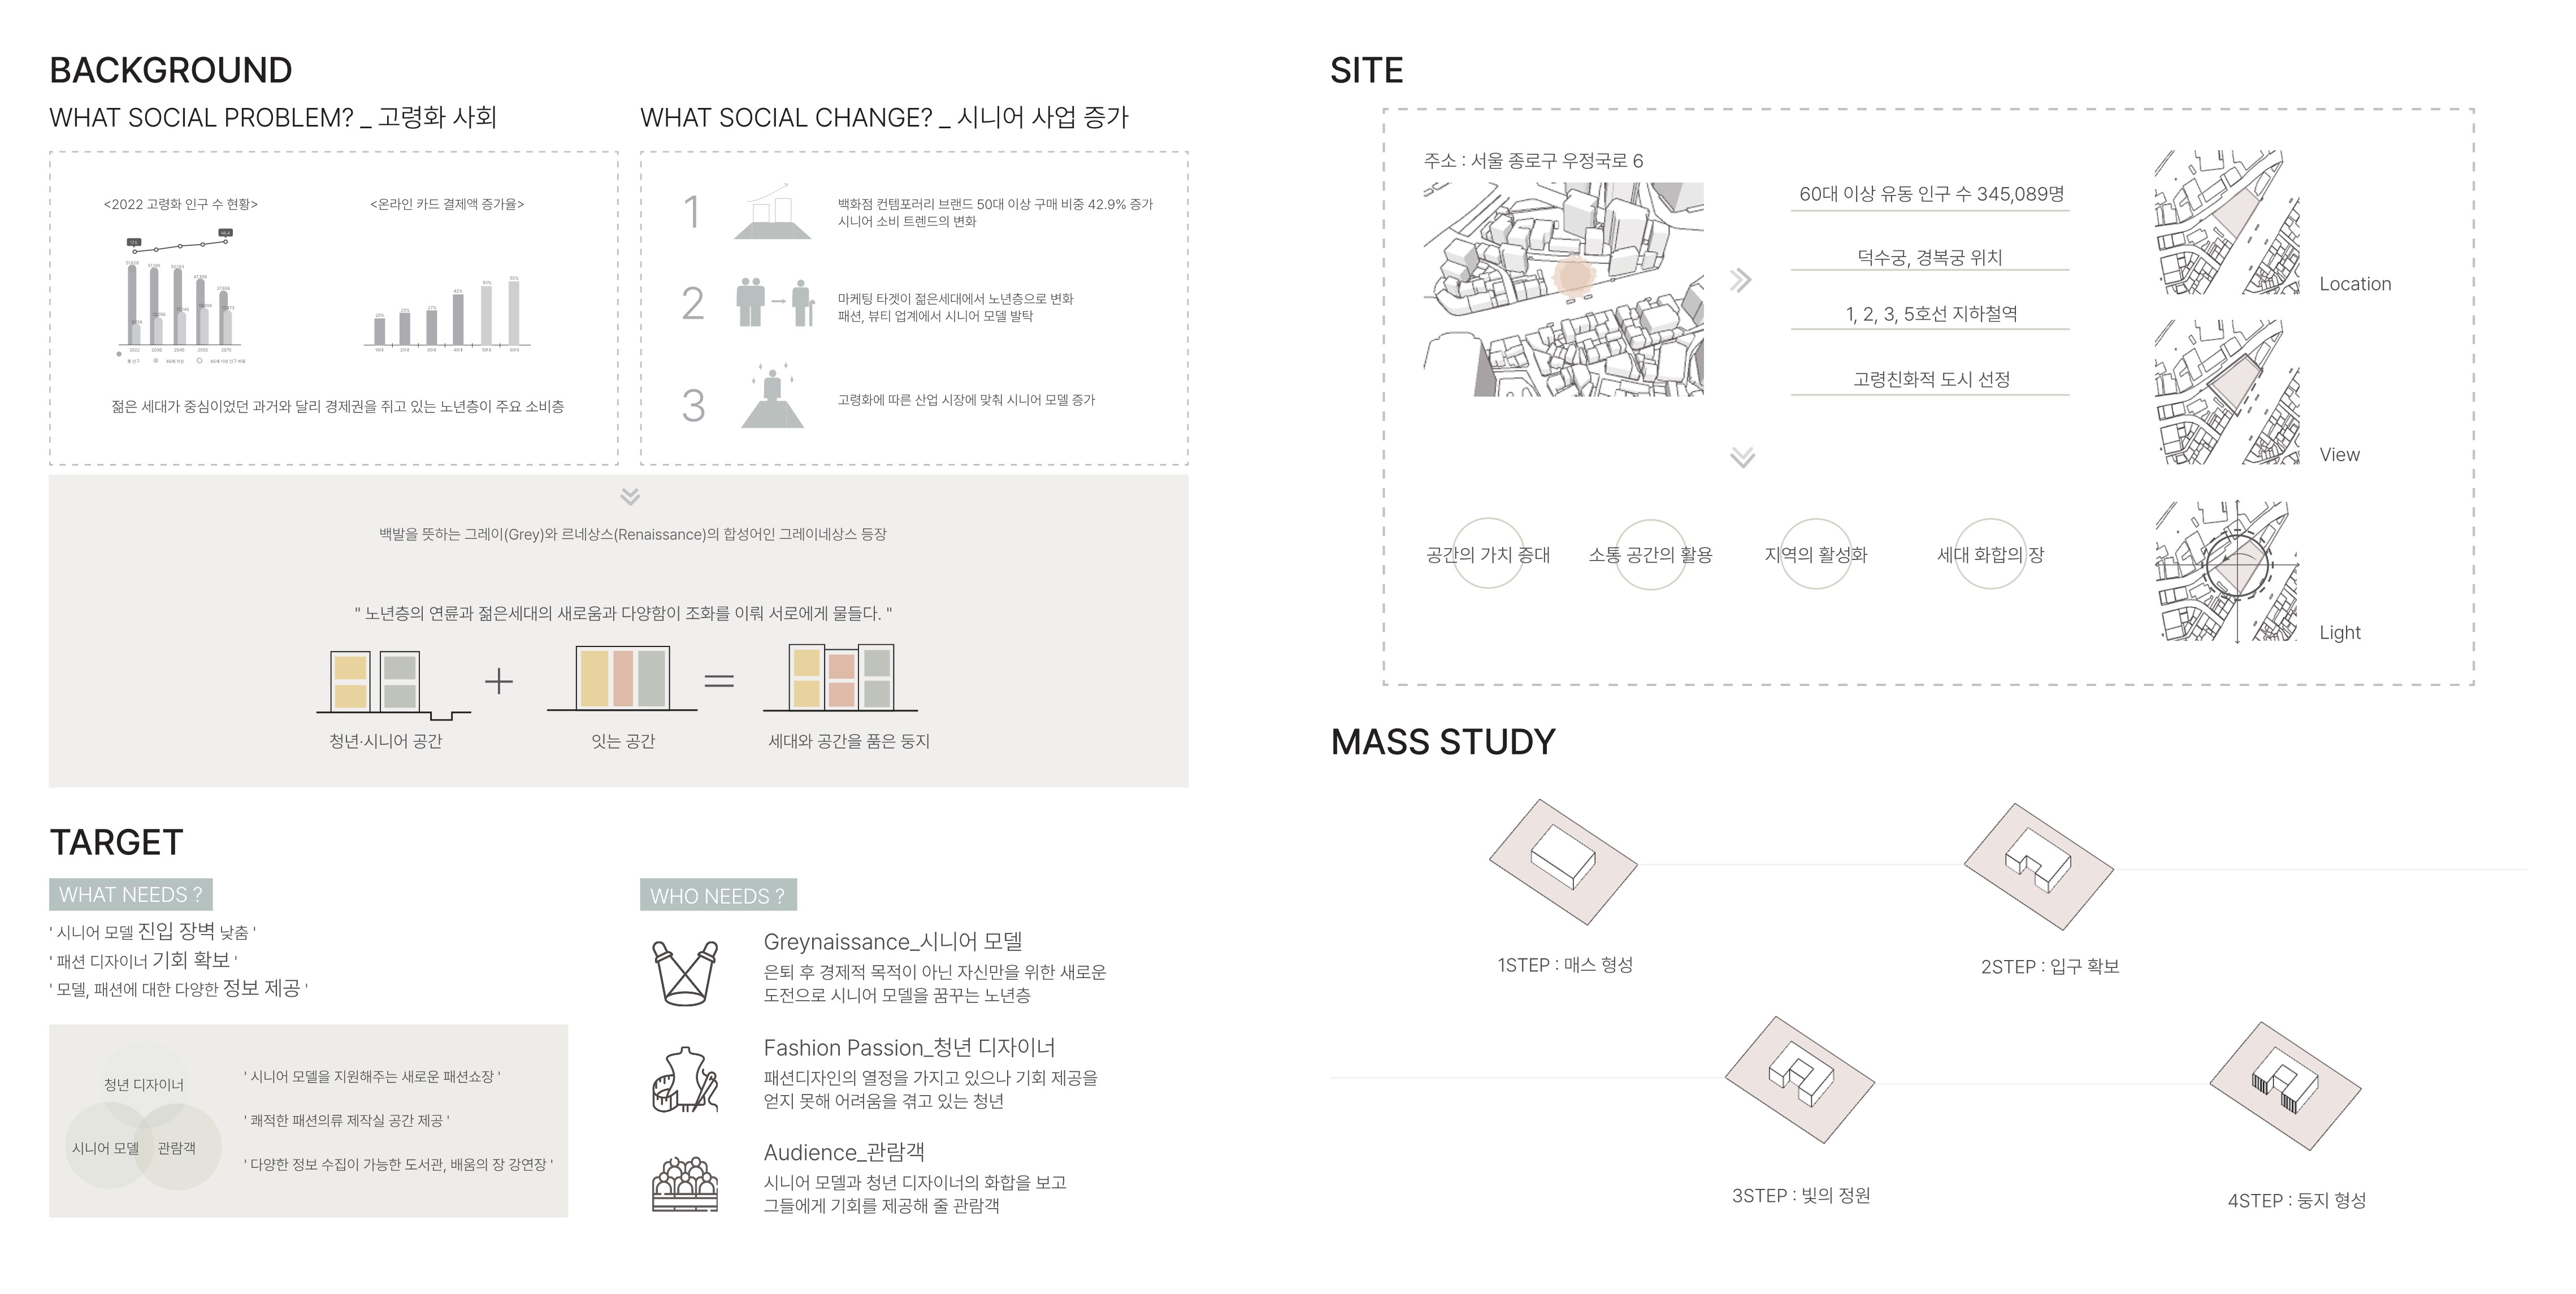 BACKGROUND
WHAT SOCIAL PROBLEM? _ 고령화 사회
<2022 고령화 인구 수 현황>
<온라인 카드 결제액 증가율>
2022 2030 2040 2050 2070
총 인구
10대 20대 30대 40대 50대 60대
젊은 세대가 중심이었던 과거와 달리 경제권을 쥐고 있는 노년층이 주요 소비층
WHAT SOCIAL CHANGE? _ 시니어 사업 증가
1
백화점 컨템포러리 브랜드 50대 이상 구매 비중 42.9% 증가
시니어 소비 트렌드의 변화
2
마케팅 타겟이 젊은세대에서 노년층으로 변화
패션, 뷰티 업계에서 시니어 모델 발탁
3
고령화에 따른 산업 시장에 맞춰 시니어 모델 증가
백발을 뜻하는 그레이(Grey)와 르네상스(Renaissance)의 합성어인 그레이네상스 등장
" 노년층의 연륜과 젊은세대의 새로움과 다양함이 조화를 이뤄 서로에게 물들다. "
+ =
청년·시니어 공간
잇는 공간
세대와 공간을 품은 둥지
TARGET
WHAT NEEDS ?
' 시니어 모델 진입 장벽 낮춤 '
' 패션 디자이너 기회 확보 '
' 모델, 패션에 대한 다양한 정보 제공 '
청년 디자이너
시니어 모델
관람객
' 시니어 모델을 지원해주는 새로운 패션쇼장 '
' 쾌적한 패션의류 제작실 공간 제공 '
' 다양한 정보 수집이 가능한 도서관, 배움의 장 강연장 '
WHO NEEDS ?
Greynaissance_시니어 모델
은퇴 후 경제적 목적이 아닌 자신만을 위한 새로운
도전으로 시니어 모델을 꿈꾸는 노년층
Fashion Passion_청년 디자이너
패션디자인의 열정을 가지고 있으나 기회 제공을
얻지 못해 어려움을 겪고 있는 청년
Audience_관람객
시니어 모델과 청년 디자이너의 화합을 보고
그들에게 기회를 제공해 줄 관람객
SITE
주소 : 서울 종로구 우정국로 6
60대 이상 유동 인구 수 345,089명
덕수궁, 경복궁 위치
1, 2, 3, 5호선 지하철역
고령친화적 도시 선정
공간의 가치 증대
소통 공간의 활용
지역의 활성화
세대 화합의 장
Location
View
Light
MASS STUDY
1STEP : 매스 형성
2STEP : 입구 확보
3STEP : 빛의 정원
4STEP : 둥지 형성